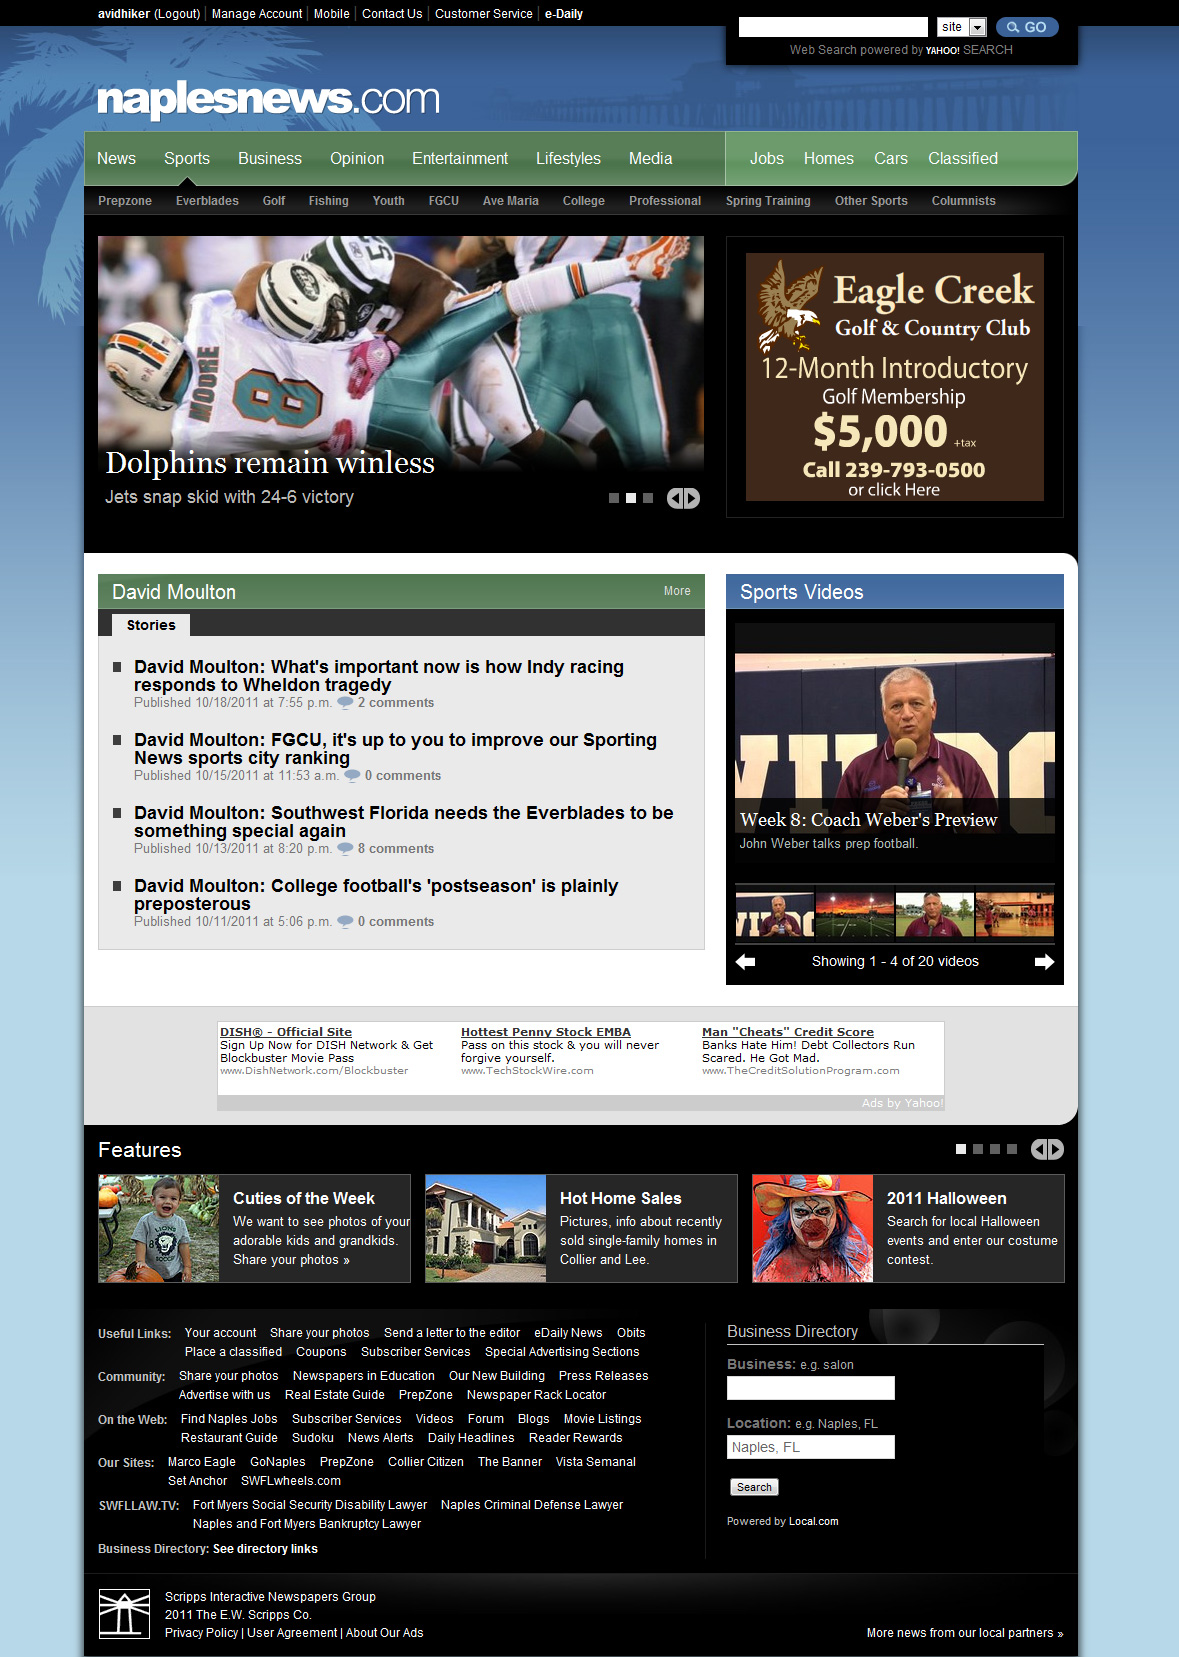 avidhiker (Logout) | Manage Account | Mobile | Contact Us | Customer Service | e-Daily
site GO
Web Search powered by YAHOO! SEARCH
naplesnews.com
News Sports Business Opinion Entertainment Lifestyles Media Jobs Homes Cars Classified
Prepzone Everblades Golf Fishing Youth FGCU Ave Maria College Professional Spring Training Other Sports Columnists
MOORE
8
5
Dolphins remain winless
Jets snap skid with 24-6 victory
Eagle Creek
Golf & Country Club
12-Month Introductory
Golf Membership
$5,000 +tax
Call 239-793-0500
or click Here
David Moulton More
Stories
David Moulton: What's important now is how Indy racing
responds to Wheldon tragedy
Published 10/18/2011 at 7:55 p.m. 2 comments
David Moulton: FGCU, it's up to you to improve our Sporting
News sports city ranking
Published 10/15/2011 at 11:53 a.m. 0 comments
David Moulton: Southwest Florida needs the Everblades to be
something special again
Published 10/13/2011 at 8:20 p.m. 8 comments
David Moulton: College football's 'postseason' is plainly
preposterous
Published 10/11/2011 at 5:06 p.m. 0 comments
Sports Videos
Week 8: Coach Weber's Preview
John Weber talks prep football.
Showing 1 - 4 of 20 videos
DISH® - Official Site
Sign Up Now for DISH Network & Get
Blockbuster Movie Pass
www.DishNetwork.com/Blockbuster
Hottest Penny Stock EMBA
Pass on this stock & you will never
forgive yourself.
www.TechStockWire.com
Man "Cheats" Credit Score
Banks Hate Him! Debt Collectors Run
Scared. He Got Mad.
www.TheCreditSolutionProgram.com
Ads by Yahoo!
Features
LIONS
Cuties of the Week
We want to see photos of your
adorable kids and grandkids.
Share your photos »
Hot Home Sales
Pictures, info about recently
sold single-family homes in
Collier and Lee.
2011 Halloween
Search for local Halloween
events and enter our costume
contest.
Useful Links: Your account Share your photos Send a letter to the editor eDaily News Obits
Place a classified Coupons Subscriber Services Special Advertising Sections
Community: Share your photos Newspapers in Education Our New Building Press Releases
Advertise with us Real Estate Guide PrepZone Newspaper Rack Locator
On the Web: Find Naples Jobs Subscriber Services Videos Forum Blogs Movie Listings
Restaurant Guide Sudoku News Alerts Daily Headlines Reader Rewards
Our Sites: Marco Eagle GoNaples PrepZone Collier Citizen The Banner Vista Semanal
Set Anchor SWFLwheels.com
SWFLLAW.TV: Fort Myers Social Security Disability Lawyer Naples Criminal Defense Lawyer
Naples and Fort Myers Bankruptcy Lawyer
Business Directory: See directory links
Business Directory
Business: e.g. salon
Location: e.g. Naples, FL
Naples, FL
Search
Powered by Local.com
Scripps Interactive Newspapers Group
2011 The E.W. Scripps Co.
Privacy Policy | User Agreement | About Our Ads
More news from our local partners »